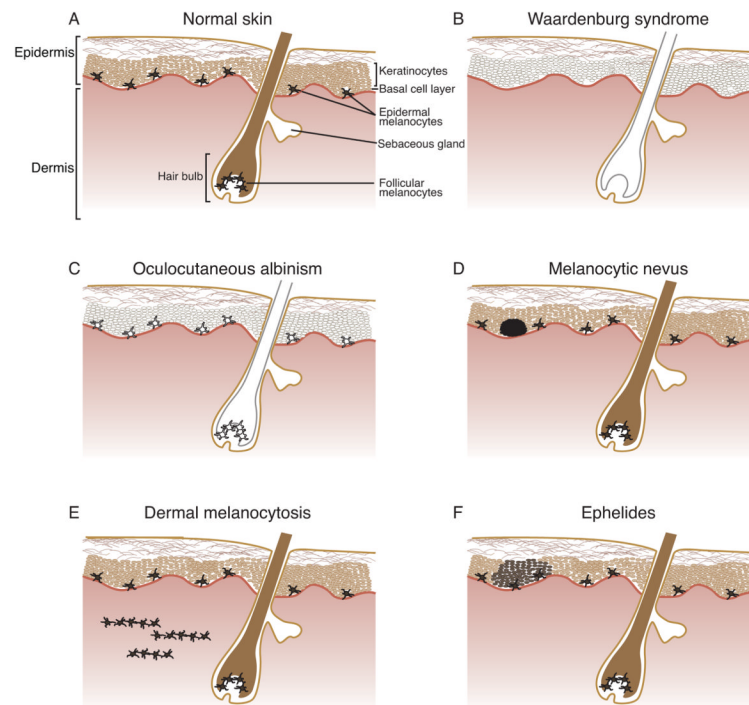 A
Normal skin
Epidermis
Dermis
Hair bulb
Keratinocytes
Basal cell layer
Epidermal
melanocytes
Sebaceous gland
Follicular
melanocytes
B
Waardenburg syndrome
C
Oculocutaneous albinism
D
Melanocytic nevus
E
Dermal melanocytosis
F
Ephelides